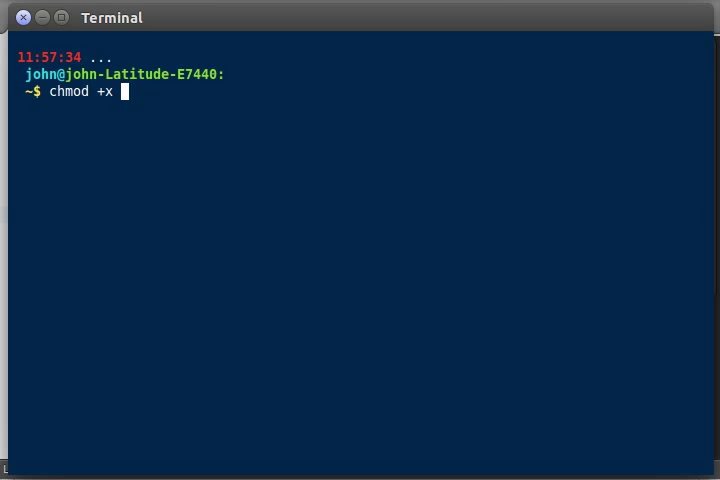 Terminal
11:57:34 ...
john@john-Latitude-E7440:
~$ chmod +x
L